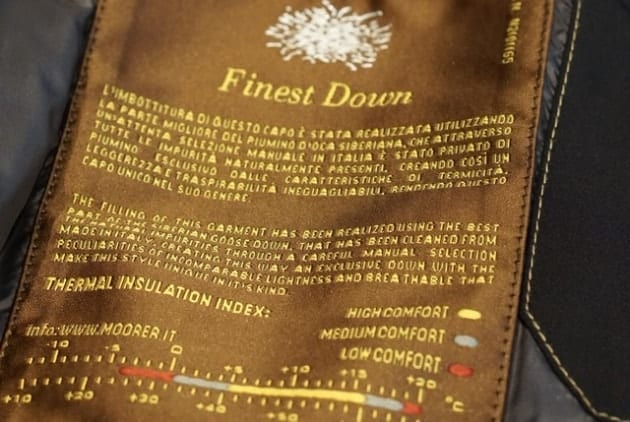 Finest Down
L'IMBOTTITURA DI QUESTO CAPO È STATA REALIZZATA UTILIZZANDO
LA PARTE MIGLIORE DEL PIUMINO D'OCA SIBERIANA, CHE ATTRAVERSO
UN'ATTENTA SELEZIONE MANUALE IN ITALIA È STATO PRIVATO DI
TUTTE LE IMPURITÀ NATURALMENTE PRESENTI, CREANDO COSÌ UN
PIUMINO ESCLUSIVO DALLE CARATTERISTICHE DI TERMICITÀ,
LEGGEREZZA E TRASPIRABILITÀ INEGUAGLIABILI, RENDENDO QUESTO
CAPO UNICO NEL SUO GENERE.
THE FILLING OF THIS GARMENT HAS BEEN REALIZED USING THE BEST
PART OF THE SIBERIAN GOOSE DOWN, THAT HAS BEEN CLEANED FROM
IMPURITIES, THROUGH A CAREFUL MANUAL SELECTION
MADE IN ITALY, CREATING THIS WAY AN EXCLUSIVE DOWN WITH THE
PECULIARITIES OF INCOMPARABLE LIGHTNESS AND BREATHABLE THAT
MAKE THIS STYLE UNIQUE IN IT'S KIND.
THERMAL INSULATION INDEX:
HIGH COMFORT
MEDIUM COMFORT
LOW COMFORT
info: WWW.MOORER.IT
-10 -5 0 +5 +10 +15 +20 °C
+10 +20 +30 +40 +50